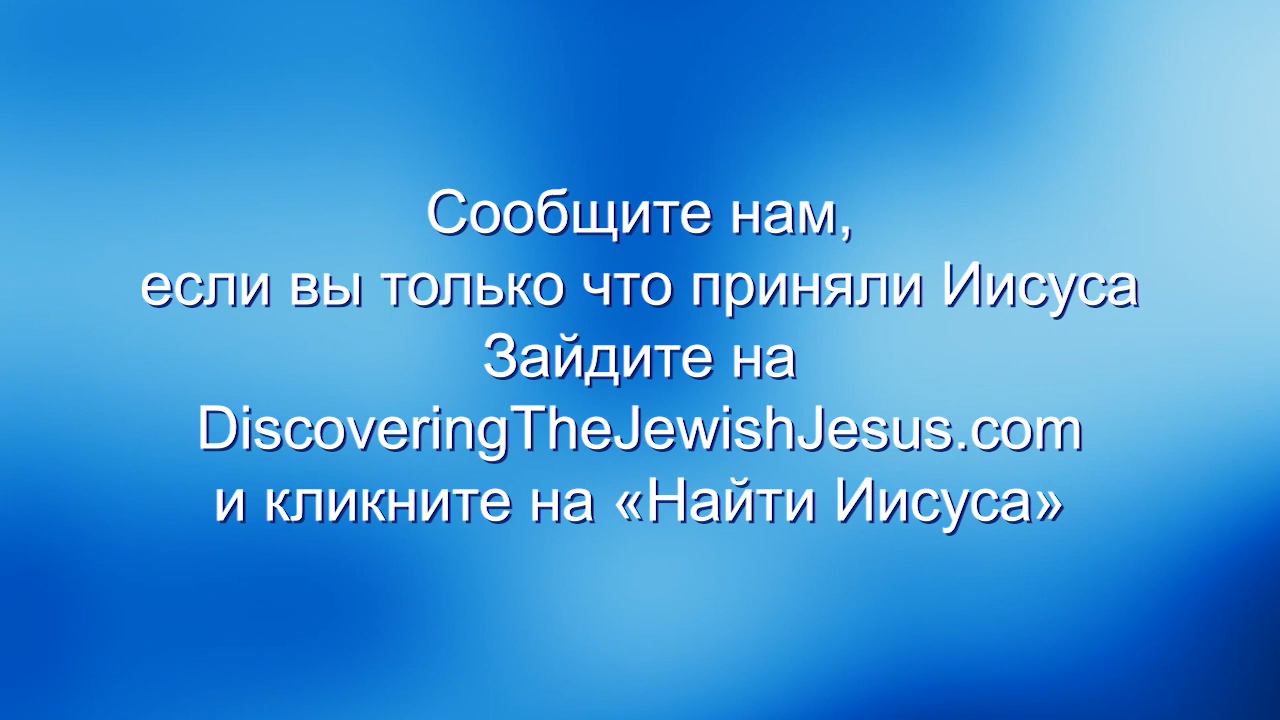 Сообщите нам,
если вы только что приняли Иисуса
Зайдите на
DiscoveringTheJewishJesus.com
и кликните на «Найти Иисуса»